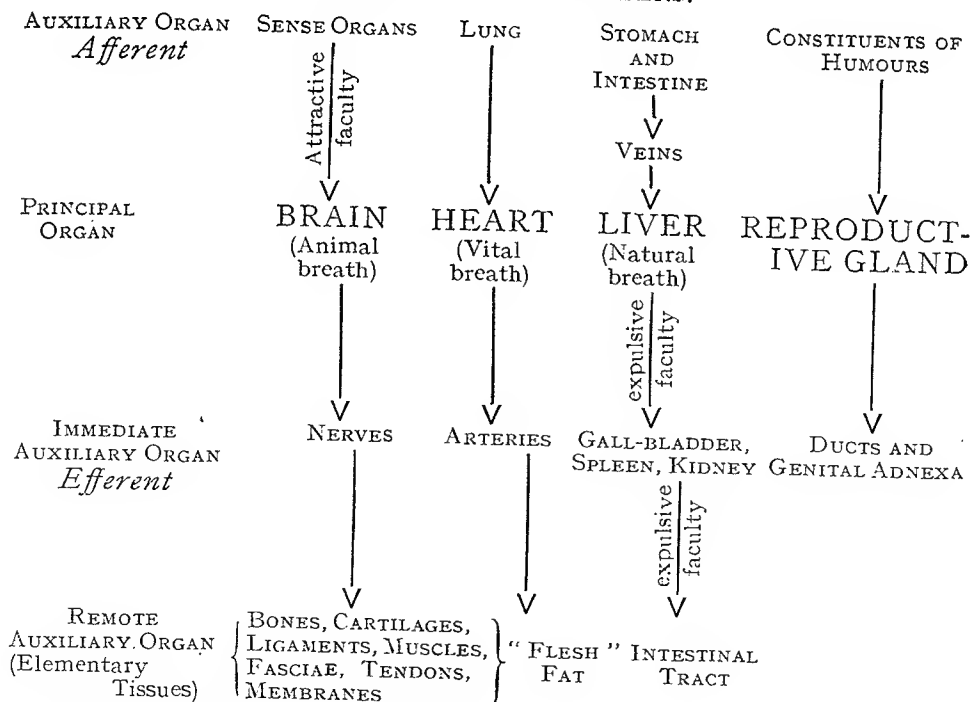 AUXILIARY ORGAN
Afferent
SENSE ORGANS
LUNG
STOMACH
AND
INTESTINE
CONSTITUENTS OF
HUMOURS
Attractive
faculty
VEINS
PRINCIPAL
ORGAN
BRAIN
(Animal
breath)
HEART
(Vital
breath)
LIVER
(Natural
breath)
REPRODUCT-
IVE GLAND
expulsive
faculty
IMMEDIATE
AUXILIARY ORGAN
Efferent
NERVES
ARTERIES
GALL-BLADDER,
SPLEEN, KIDNEY
DUCTS AND
GENITAL ADNEXA
expulsive
faculty
REMOTE
AUXILIARY ORGAN
(Elementary
Tissues)
BONES, CARTILAGES,
LIGAMENTS, MUSCLES,
FASCIAE, TENDONS,
MEMBRANES
"FLESH"
FAT
INTESTINAL
TRACT